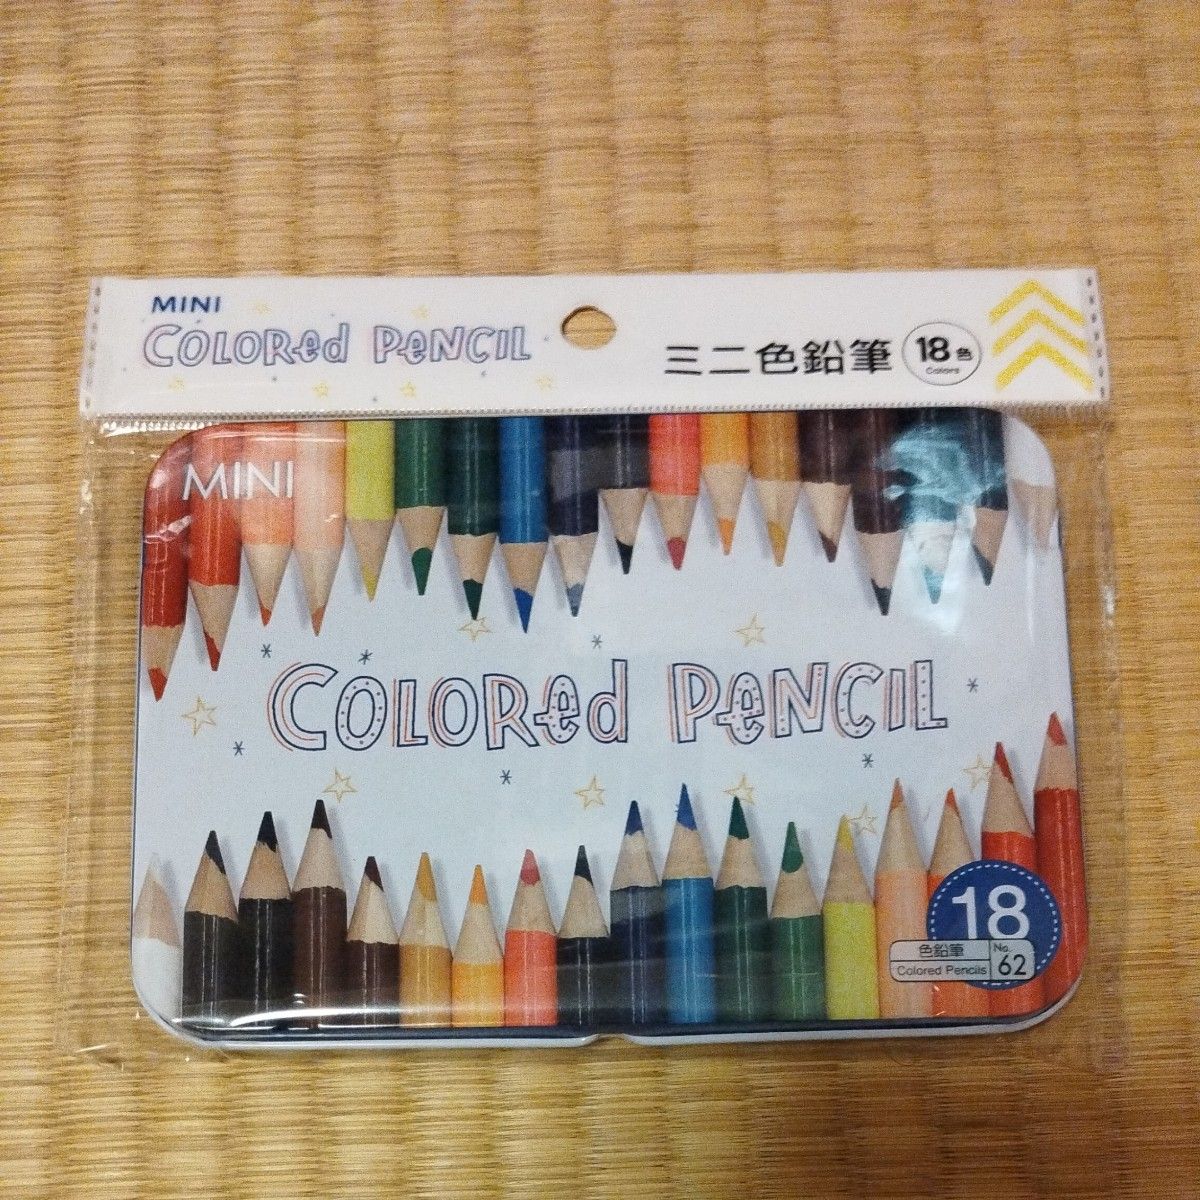 MINI
COLORed PeNCIL
ミニ色鉛筆
18色
Colors
MINI
COLORed PeNCIL
18
色鉛筆
Colored Pencils
No.
62